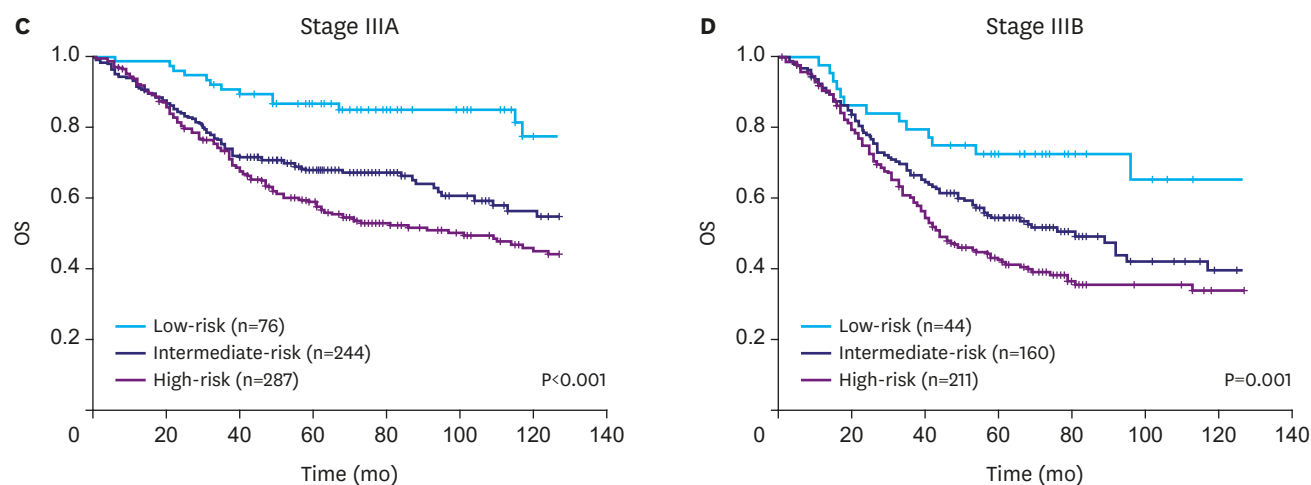 C
Stage IIIA
OS
1.0
0.8
0.6
0.4
0.2
Low-risk (n=76)
Intermediate-risk (n=244)
High-risk (n=287)
P<0.001
0 20 40 60 80 100 120 140
Time (mo)
D
Stage IIIB
OS
1.0
0.8
0.6
0.4
0.2
Low-risk (n=44)
Intermediate-risk (n=160)
High-risk (n=211)
P=0.001
0 20 40 60 80 100 120 140
Time (mo)